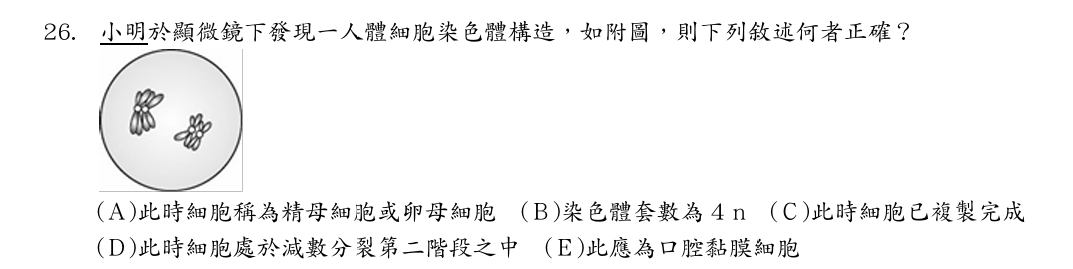 26. 小明於顯微鏡下發現一人體細胞染色體構造，如附圖，則下列敘述何者正確？
(A)此時細胞稱為精母細胞或卵母細胞 (B)染色體套數為 4 n (C)此時細胞已複製完成
(D)此時細胞處於減數分裂第二階段之中 (E)此應為口腔黏膜細胞